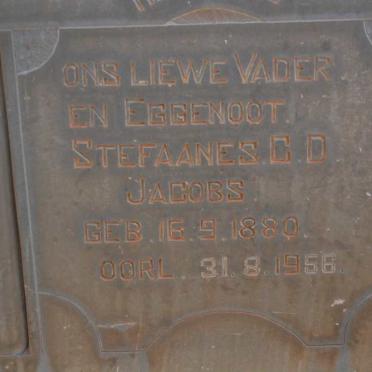 ONS LIEWE VADER
EN EGGENOOT.
STEFAANES. C. D
JACOBS
GEB. 16. 9. 1880.
OORL. 31. 8. 1956.